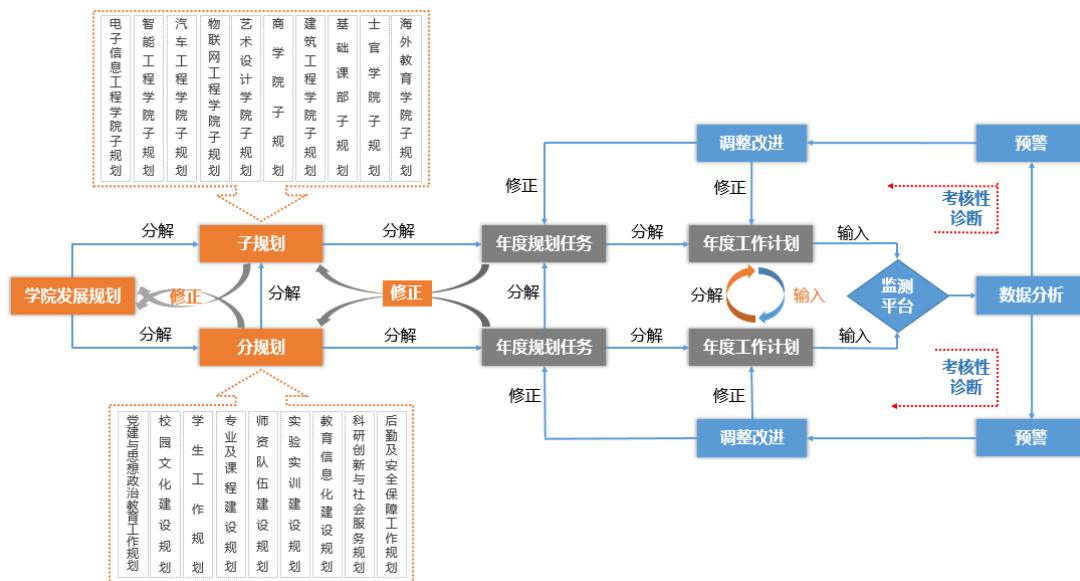 电子信息工程学院子规划
智能工程学院子规划
汽车工程学院子规划
物联网工程学院子规划
艺术设计学院子规划
商学院子规划
建筑工程学院子规划
基础课部子规划
士官学院子规划
海外教育学院子规划
调整改进
预警
修正
修正
考核性
诊断
分解
子规划
分解
年度规划任务
分解
年度工作计划
输入
学院发展规划
修正
分解
修正
分解
分解
输入
监测
平台
数据分析
分解
分规划
分解
年度规划任务
分解
年度工作计划
输入
考核性
诊断
修正
修正
调整改进
预警
党建与思想政治教育工作规划
校园文化建设规划
学生工作规划
专业及课程建设规划
师资队伍建设规划
实验实训建设规划
教育信息化建设规划
科研创新与社会服务规划
后勤及安全保障工作规划